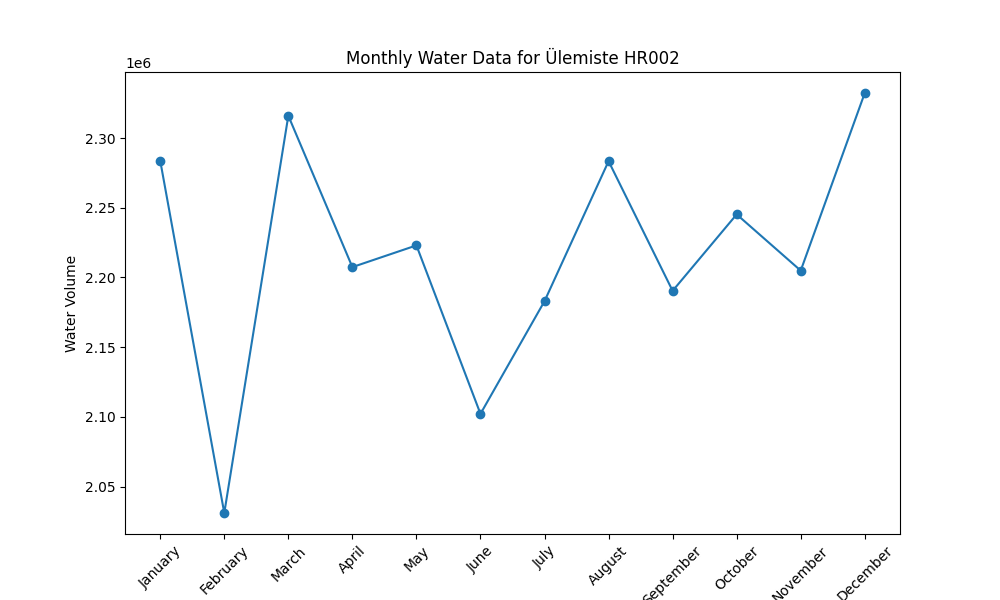 Monthly Water Data for Ülemiste HR002
1e6
2.30
2.25
2.20
2.15
2.10
2.05
Water Volume
January
February
March
April
May
June
July
August
September
October
November
December